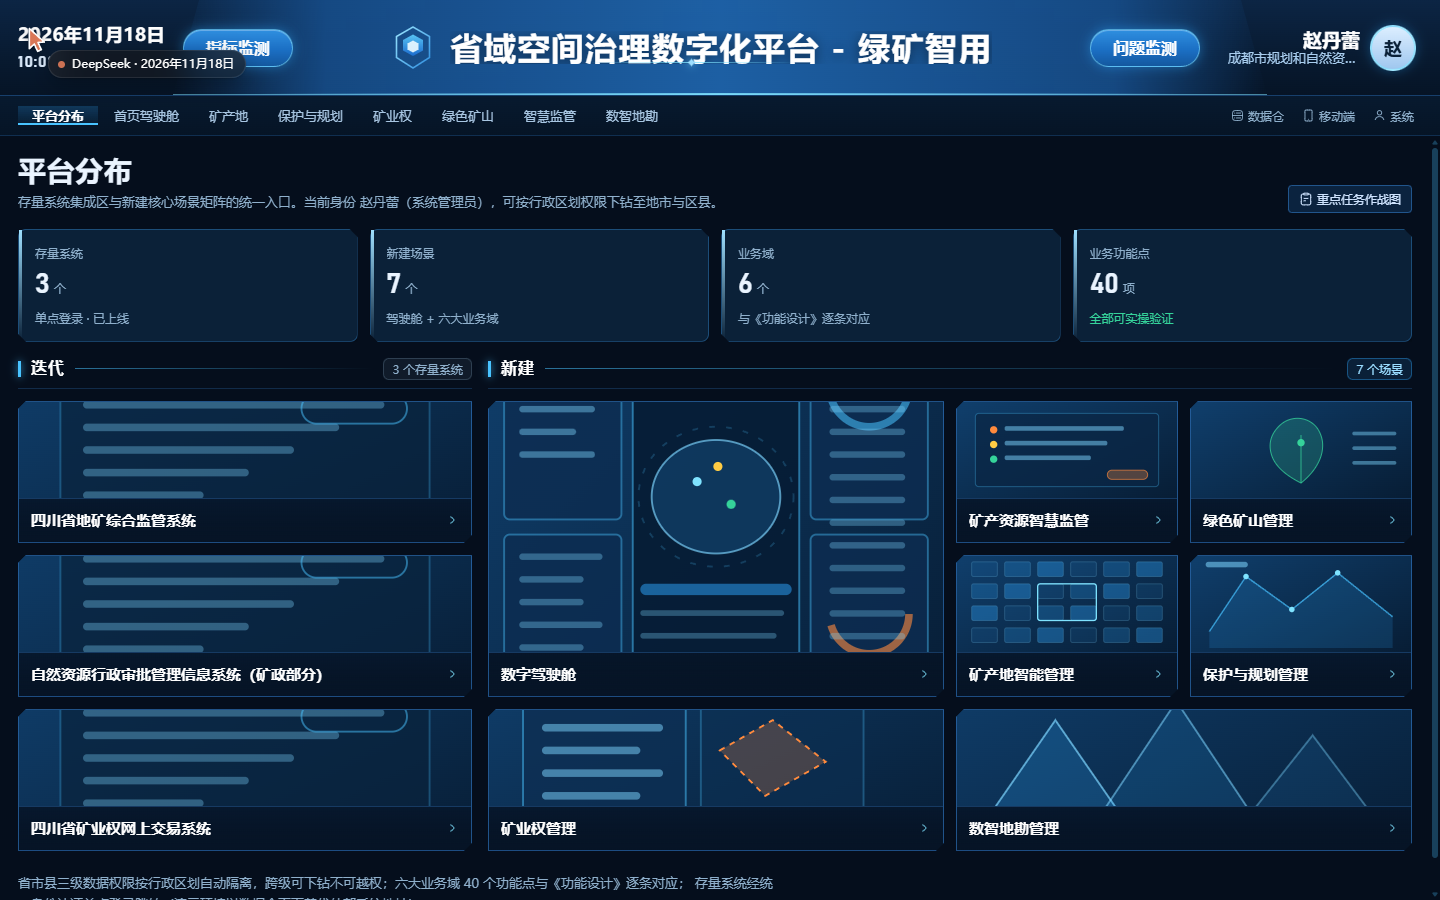 2026年11月18日
10:0
DeepSeek · 2026年11月18日
指标监测
省域空间治理数字化平台 - 绿矿智用
问题监测
赵丹蕾
成都市规划和自然资...
赵
平台分布
首页驾驶舱
矿产地
保护与规划
矿业权
绿色矿山
智慧监管
数智地勘
数据仓
移动端
系统
平台分布
存量系统集成区与新建核心场景矩阵的统一入口。当前身份 赵丹蕾（系统管理员），可按行政区划权限下钻至地市与区县。
重点任务作战图
存量系统
3 个
单点登录 · 已上线
新建场景
7 个
驾驶舱 + 六大业务域
业务域
6 个
与《功能设计》逐条对应
业务功能点
40 项
全部可实操验证
迭代
3 个存量系统
新建
7 个场景
四川省地矿综合监管系统
自然资源行政审批管理信息系统（矿政部分）
四川省矿业权网上交易系统
数字驾驶舱
矿产资源智慧监管
绿色矿山管理
矿产地智能管理
保护与规划管理
矿业权管理
数智地勘管理
省市县三级数据权限按行政区划自动隔离，跨级可下钻不可越权；六大业务域 40 个功能点与《功能设计》逐条对应； 存量系统经统